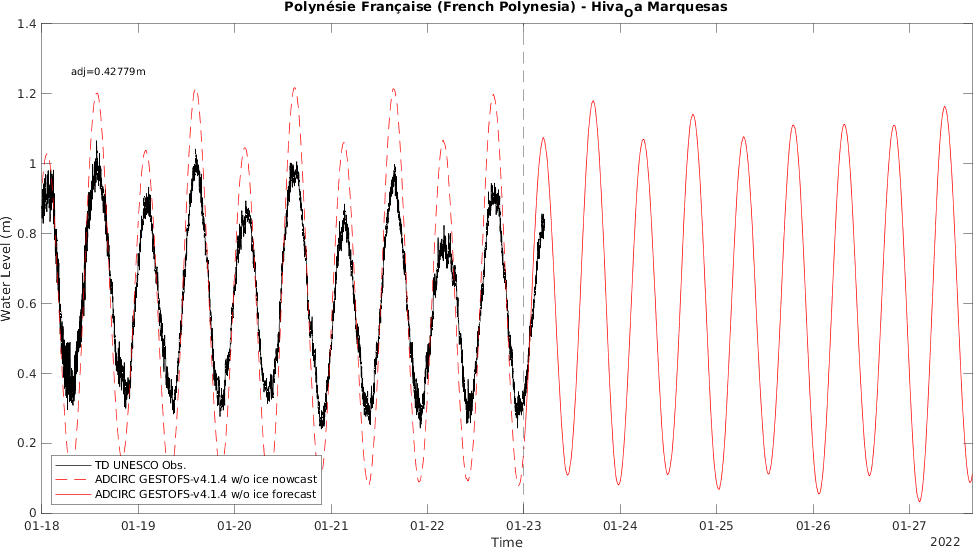 Polynésie Française (French Polynesia) - Hiva_Oa Marquesas
1.4
adj=0.42779m
1.2
1
0.8
Water Level (m)
0.6
0.4
0.2
TD UNESCO Obs.
ADCIRC GESTOFS-v4.1.4 w/o ice nowcast
ADCIRC GESTOFS-v4.1.4 w/o ice forecast
0
01-18 01-19 01-20 01-21 01-22 01-23 01-24 01-25 01-26 01-27
Time
2022